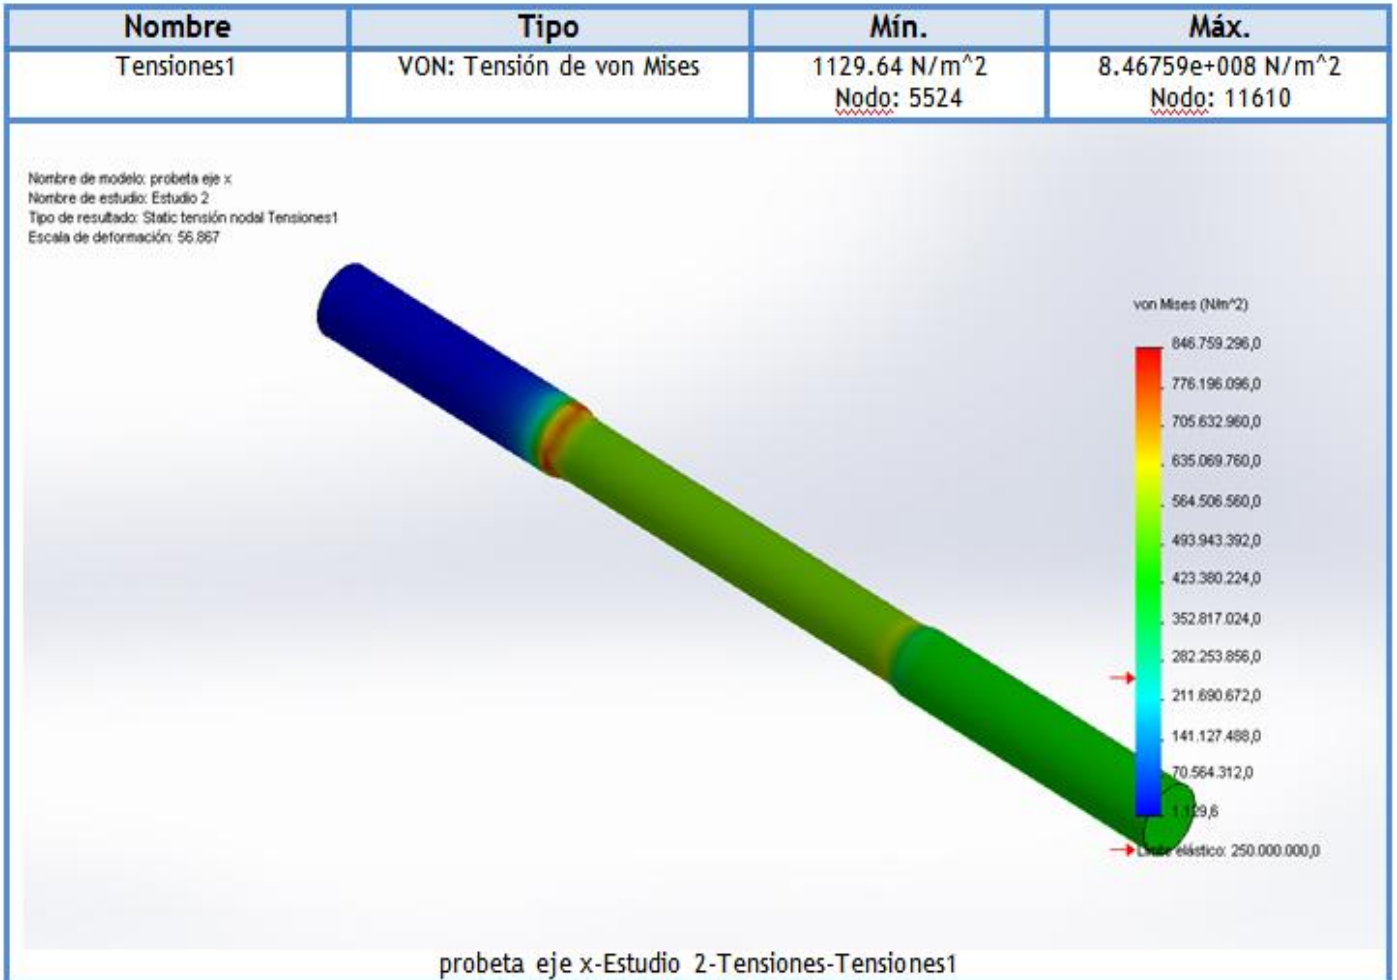 Nombre Tipo Mín. Máx.
Tensiones1 VON: Tensión de von Mises 1129.64 N/m^2 8.46759e+008 N/m^2
Nodo: 5524 Nodo: 11610
Nombre de modelo: probeta eje x
Nombre de estudio: Estudio 2
Tipo de resultado: Static tensión nodal Tensiones1
Escala de deformación: 56.867
von Mises (N/m^2)
846.759.296,0
776.196.096,0
705.632.960,0
635.069.760,0
564.506.560,0
493.943.392,0
423.380.224,0
352.817.024,0
282.253.856,0
211.690.672,0
141.127.488,0
70.564.312,0
1.129,6
Límite elástico: 250.000.000,0
probeta eje x-Estudio 2-Tensiones-Tensiones1